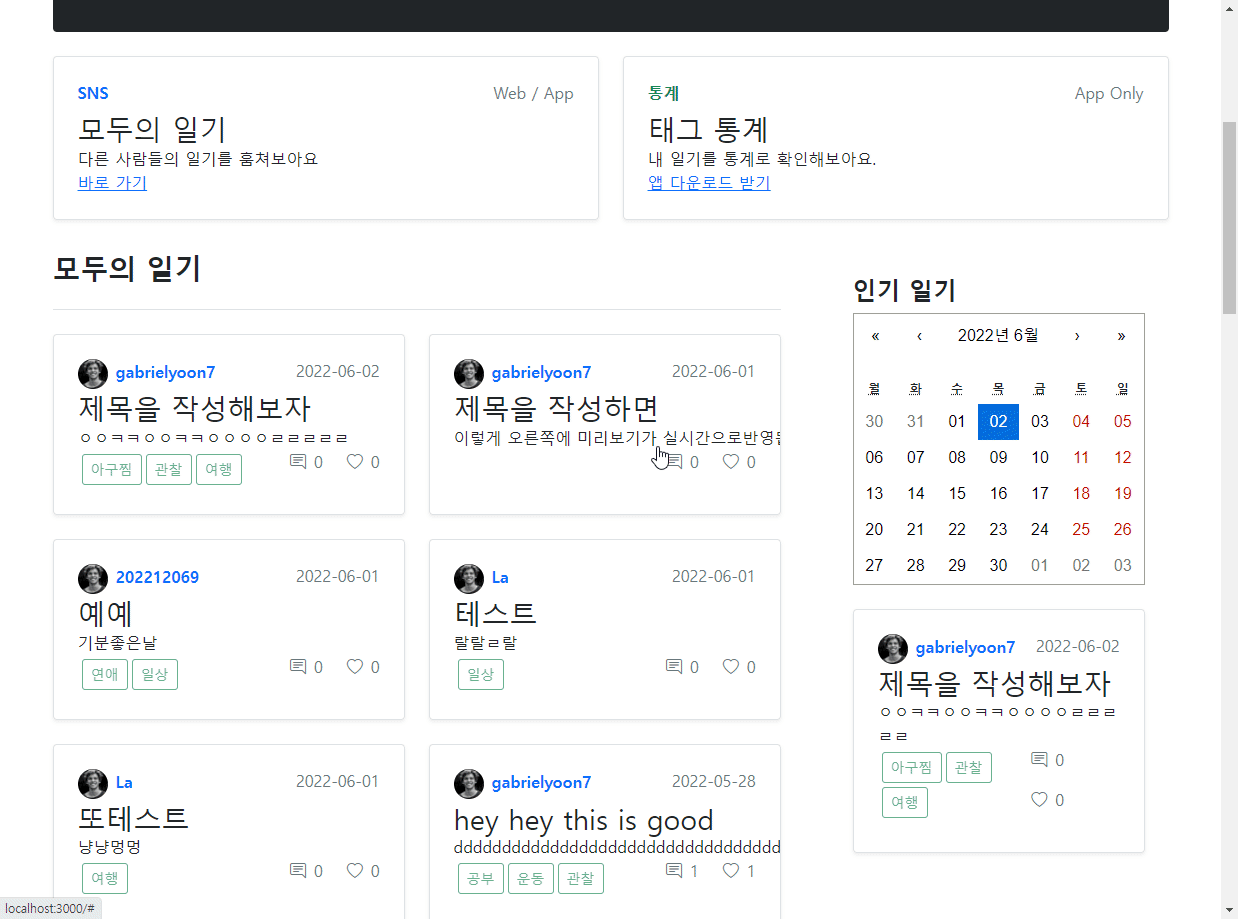 SNS
Web / App
모두의 일기
다른 사람들의 일기를 훔쳐보아요
바로 가기
통계
App Only
태그 통계
내 일기를 통계로 확인해보아요.
앱 다운로드 받기
모두의 일기
gabrielyoon7 2022-06-02
제목을 작성해보자
ㅇㅇㅋㅋㅇㅇㅋㅋㅇㅇㅇㅇㄹㄹㄹㄹㄹ
아구찜 관찰 여행 0 0
gabrielyoon7 2022-06-01
제목을 작성하면
이렇게 오른쪽에 미리보기가 실시간으로반영됨
0 0
202212069 2022-06-01
예예
기분좋은날
연애 일상 0 0
La 2022-06-01
테스트
랄랄ㄹ랄
일상 0 0
La 2022-06-01
또테스트
냥냥멍멍
여행 0 0
gabrielyoon7 2022-05-28
hey hey this is good
dddddddddddddddddddddddddddddddddd
공부 운동 관찰 1 1
인기 일기
« ‹ 2022년 6월 › »
월 화 수 목 금 토 일
30 31 01 02 03 04 05
06 07 08 09 10 11 12
13 14 15 16 17 18 19
20 21 22 23 24 25 26
27 28 29 30 01 02 03
gabrielyoon7 2022-06-02
제목을 작성해보자
ㅇㅇㅋㅋㅇㅇㅋㅋㅇㅇㅇㅇㄹㄹㄹ
ㄹㄹ
아구찜 관찰 0
여행 0
localhost:3000/#